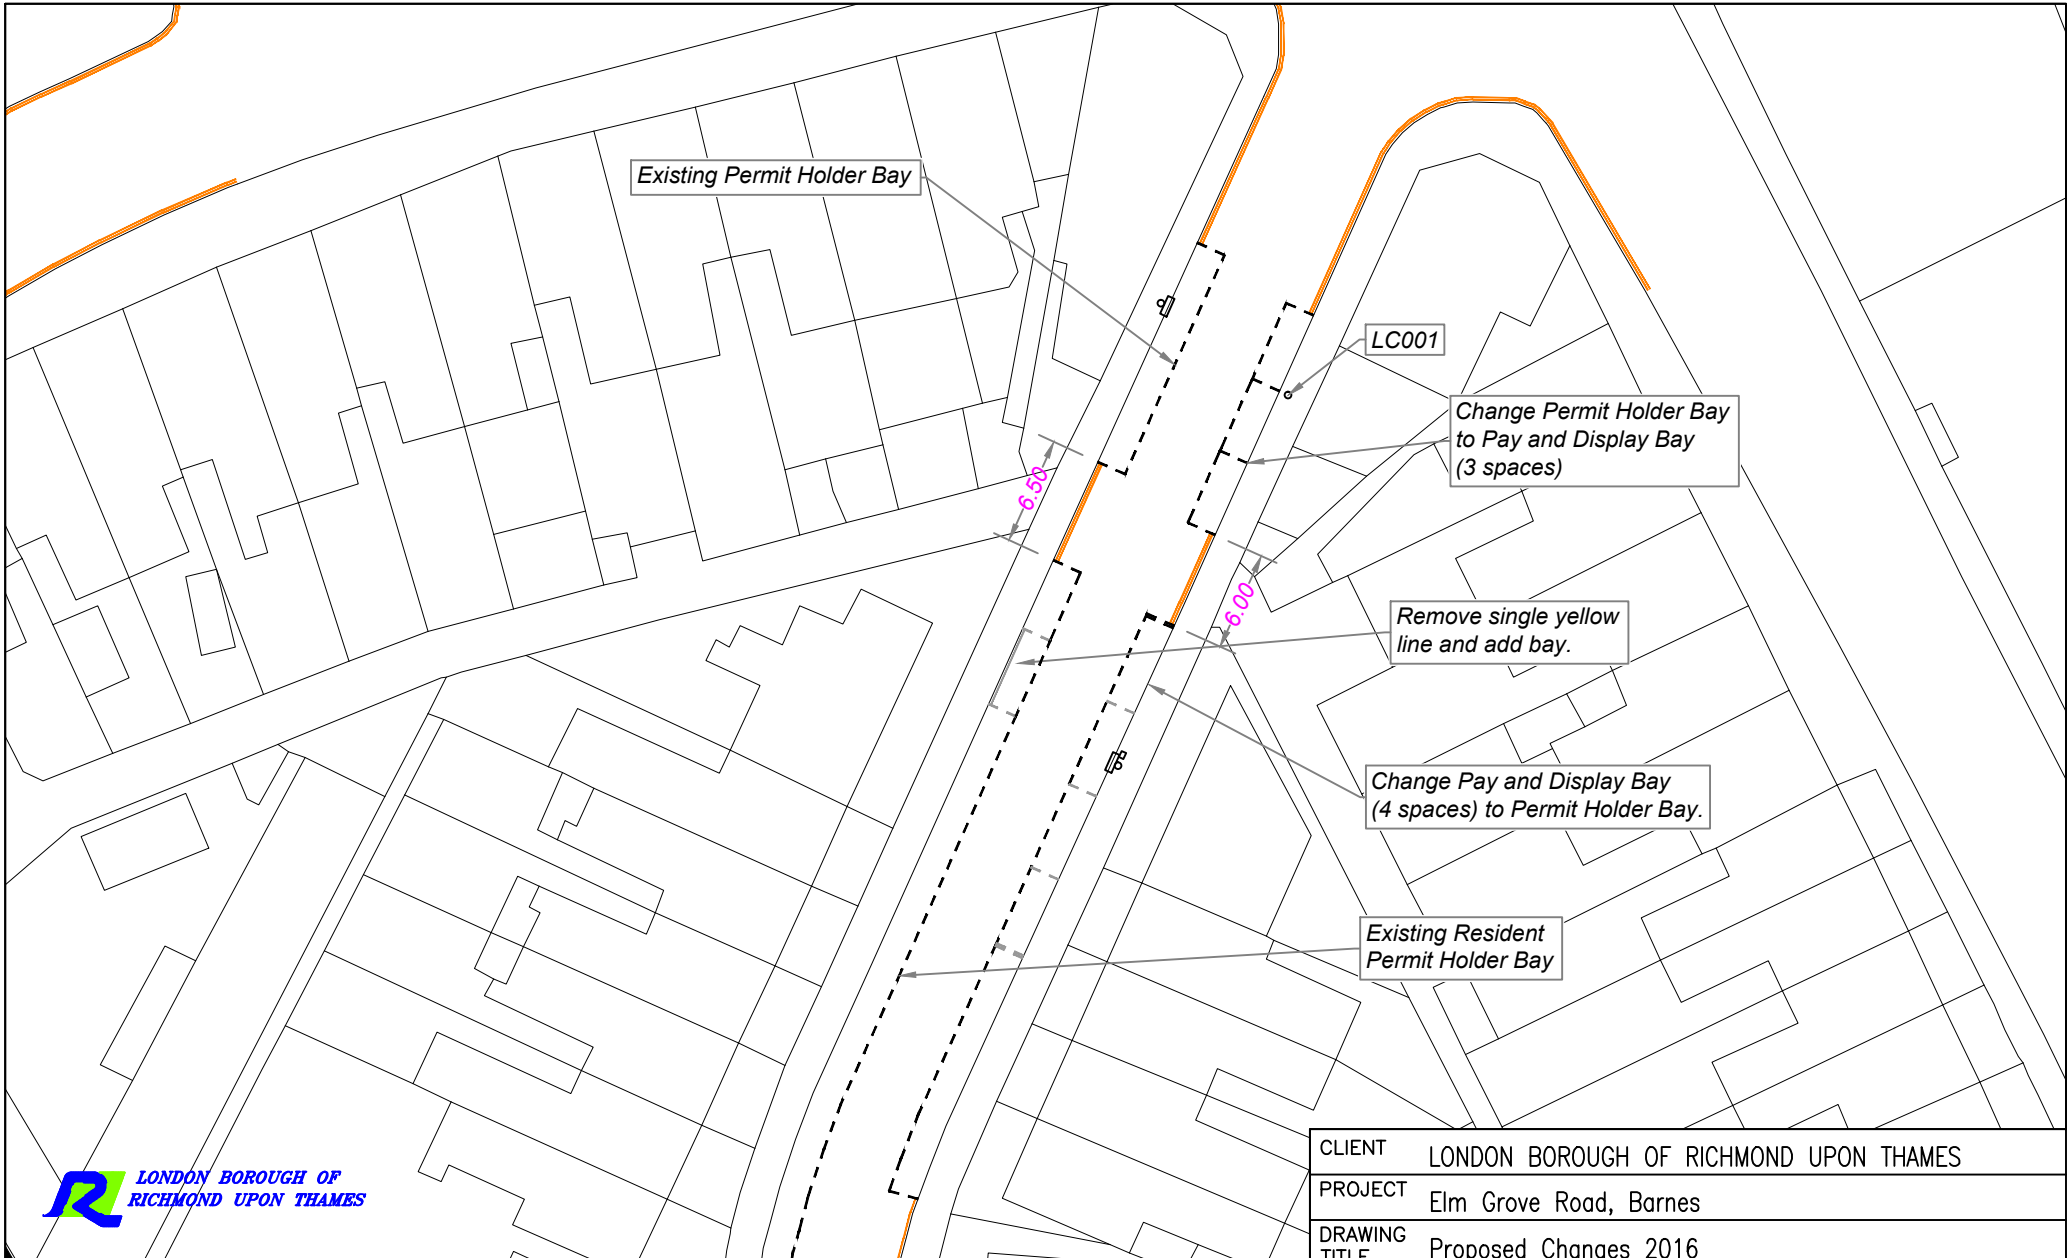 Existing Permit Holder Bay
LC001
Change Permit Holder Bay
to Pay and Display Bay
(3 spaces)
6.50
6.00
Remove single yellow
line and add bay.
Change Pay and Display Bay
(4 spaces) to Permit Holder Bay.
Existing Resident
Permit Holder Bay
LONDON BOROUGH OF
RICHMOND UPON THAMES
CLIENT LONDON BOROUGH OF RICHMOND UPON THAMES
PROJECT Elm Grove Road, Barnes
DRAWING
TITLE Proposed Changes 2016